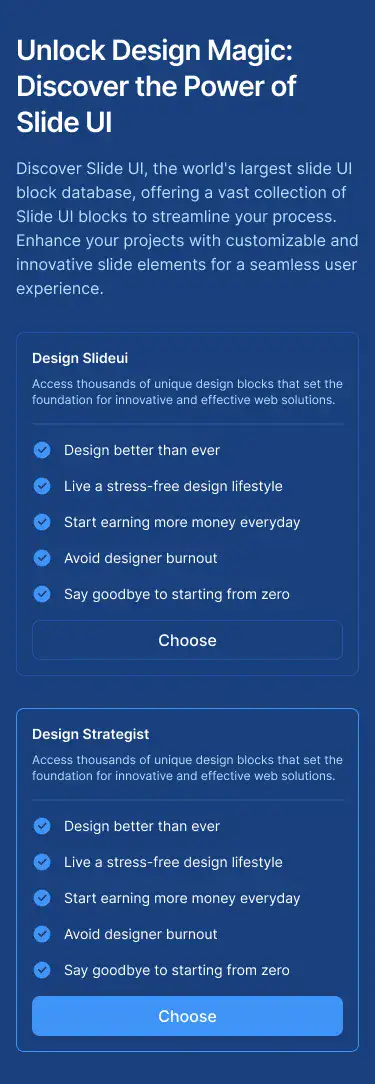 Unlock Design Magic:
Discover the Power of
Slide UI
Discover Slide UI, the world's largest slide UI
block database, offering a vast collection of
Slide UI blocks to streamline your process.
Enhance your projects with customizable and
innovative slide elements for a seamless user
experience.
Design Slideui
Access thousands of unique design blocks that set the
foundation for innovative and effective web solutions.
Design better than ever
Live a stress-free design lifestyle
Start earning more money everyday
Avoid designer burnout
Say goodbye to starting from zero
Choose
Design Strategist
Access thousands of unique design blocks that set the
foundation for innovative and effective web solutions.
Design better than ever
Live a stress-free design lifestyle
Start earning more money everyday
Avoid designer burnout
Say goodbye to starting from zero
Choose